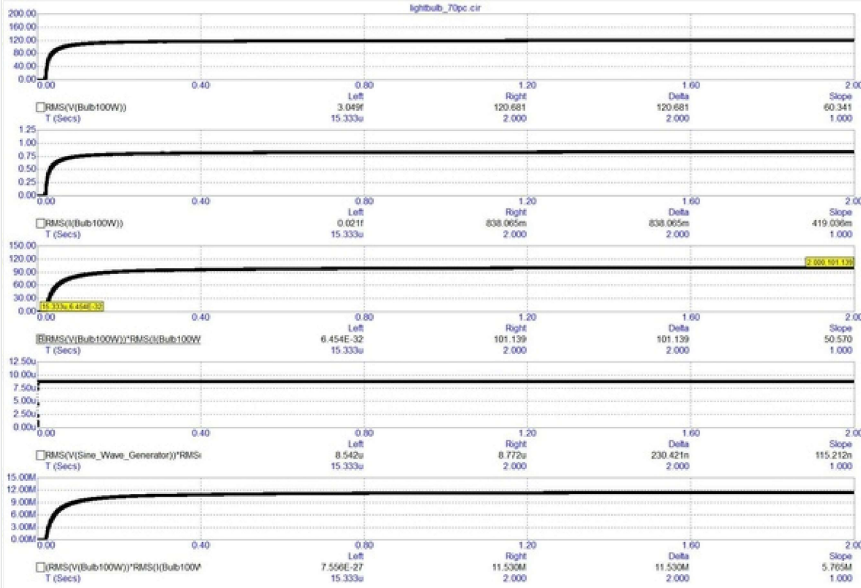 lightbulb_70pc.cir
200.00
160.00
120.00
80.00
40.00
0.00
0.00 0.40 0.80 1.20 1.60 2.00
Left Right Delta Slope
RMS(V(Bulb100W)) 3.049f 120.681 120.681 60.341
T (Secs) 15.333u 2.000 2.000 1.000
1.25
1.00
0.75
0.50
0.25
0.00
0.00 0.40 0.80 1.20 1.60 2.00
Left Right Delta Slope
RMS(I(Bulb100W)) 0.021f 838.065m 838.065m 419.036m
T (Secs) 15.333u 2.000 2.000 1.000
150.00
120.00
90.00
60.00
30.00
0.00
2.000,101.139
15.333u,6.454E-32
0.00 0.40 0.80 1.20 1.60 2.00
Left Right Delta Slope
RMS(V(Bulb100W))*RMS(I(Bulb100W 6.454E-32 101.139 101.139 50.570
T (Secs) 15.333u 2.000 2.000 1.000
12.50u
10.00u
7.50u
5.00u
2.50u
0.00u
0.00 0.40 0.80 1.20 1.60 2.00
Left Right Delta Slope
RMS(V(Sine_Wave_Generator))*RMS( 8.542u 8.772u 230.421n 115.212n
T (Secs) 15.333u 2.000 2.000 1.000
15.00M
12.00M
9.00M
6.00M
3.00M
0.00M
0.00 0.40 0.80 1.20 1.60 2.00
Left Right Delta Slope
(RMS(V(Bulb100W))*RMS(I(Bulb100W 7.556E-27 11.530M 11.530M 5.765M
T (Secs) 15.333u 2.000 2.000 1.000